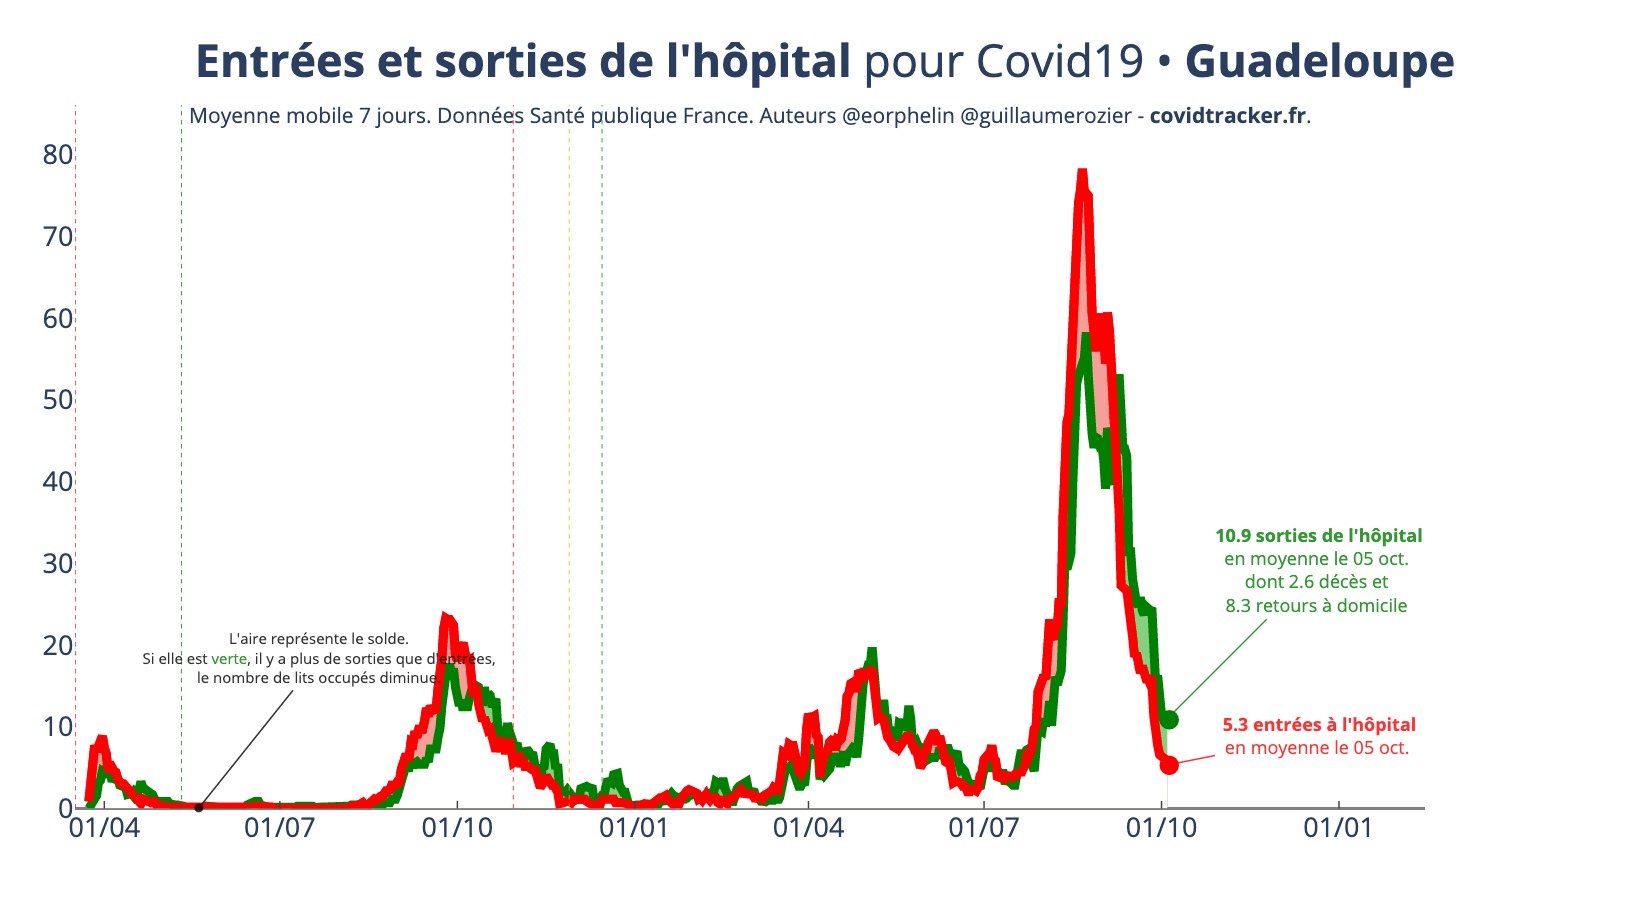 Entrées et sorties de l'hôpital pour Covid19 • Guadeloupe
Moyenne mobile 7 jours. Données Santé publique France. Auteurs @eorphelin @guillaumerozier - covidtracker.fr.
80
70
60
50
40
30
20
10
0
10.9 sorties de l'hôpital
en moyenne le 05 oct.
dont 2.6 décès et
8.3 retours à domicile
L'aire représente le solde.
Si elle est verte, il y a plus de sorties que d'entrées,
le nombre de lits occupés diminue.
5.3 entrées à l'hôpital
en moyenne le 05 oct.
01/04 01/07 01/10 01/01 01/04 01/07 01/10 01/01